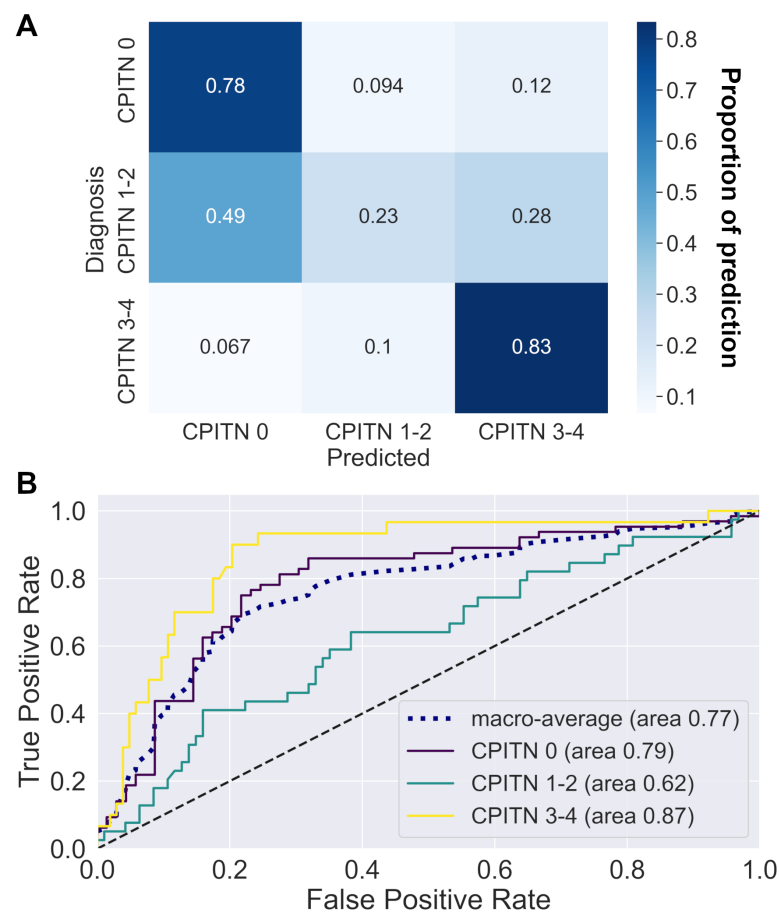 A
CPITN 0
0.78
0.094
0.12
Diagnosis
CPITN 1-2
0.49
0.23
0.28
CPITN 3-4
0.067
0.1
0.83
CPITN 0
CPITN 1-2
CPITN 3-4
Predicted
0.8
0.7
0.6
0.5
0.4
0.3
0.2
0.1
Proportion of prediction
B
True Positive Rate
1.0
0.8
0.6
0.4
0.2
0.0
macro-average (area 0.77)
CPITN 0 (area 0.79)
CPITN 1-2 (area 0.62)
CPITN 3-4 (area 0.87)
0.0
0.2
0.4
0.6
0.8
1.0
False Positive Rate